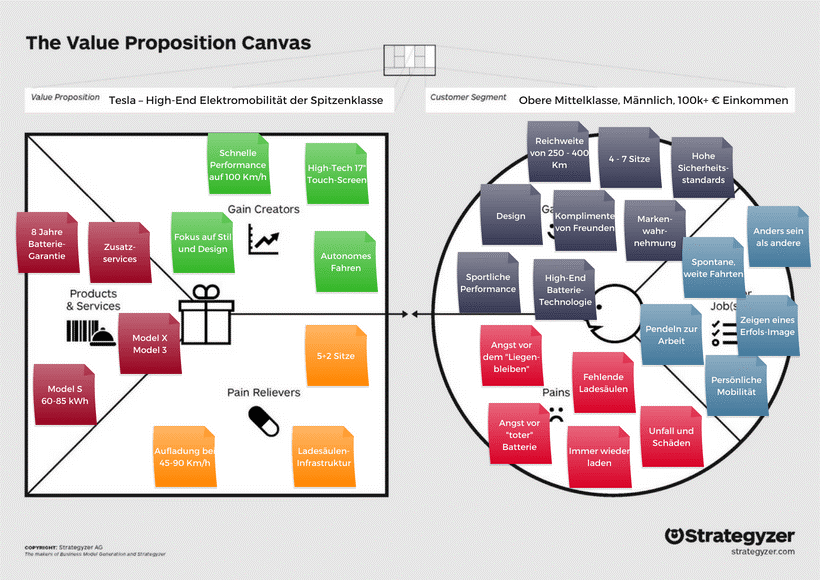 The Value Proposition Canvas
Value Proposition
Tesla – High-End Elektromobilität der Spitzenklasse
Customer Segment
Obere Mittelklasse, Männlich, 100k+ € Einkommen
Schnelle
Performance
auf 100 Km/h
High-Tech 17"
Touch-Screen
Gain Creators
8 Jahre
Batterie-
Garantie
Zusatz-
services
Fokus auf Stil
und Design
Autonomes
Fahren
Products
& Services
Model X
Model 3
Model S
60-85 kWh
5+2 Sitze
Pain Relievers
Aufladung bei
45-90 Km/h
Ladesäulen-
Infrastruktur
Reichweite
von 250 - 400
Km
4 - 7 Sitze
Hohe
Sicherheits-
standards
Design
Ga
Komplimente
von Freunden
Marken-
wahr-
nehmung
Anders sein
als andere
Spontane,
weite Fahrten
Sportliche
Performance
High-End
Batterie-
Technologie
er
Job(s
Pendeln zur
Arbeit
Zeigen eines
Erfols-Image
Persönliche
Mobilität
Angst vor
dem "Liegen-
bleiben"
Fehlende
Ladesäulen
Pains
Angst vor
"toter"
Batterie
Immer wieder
laden
Unfall und
Schäden
COPYRIGHT: Strategyzer AG
The makers of Business Model Generation and Strategyzer
Strategyzer
strategyzer.com